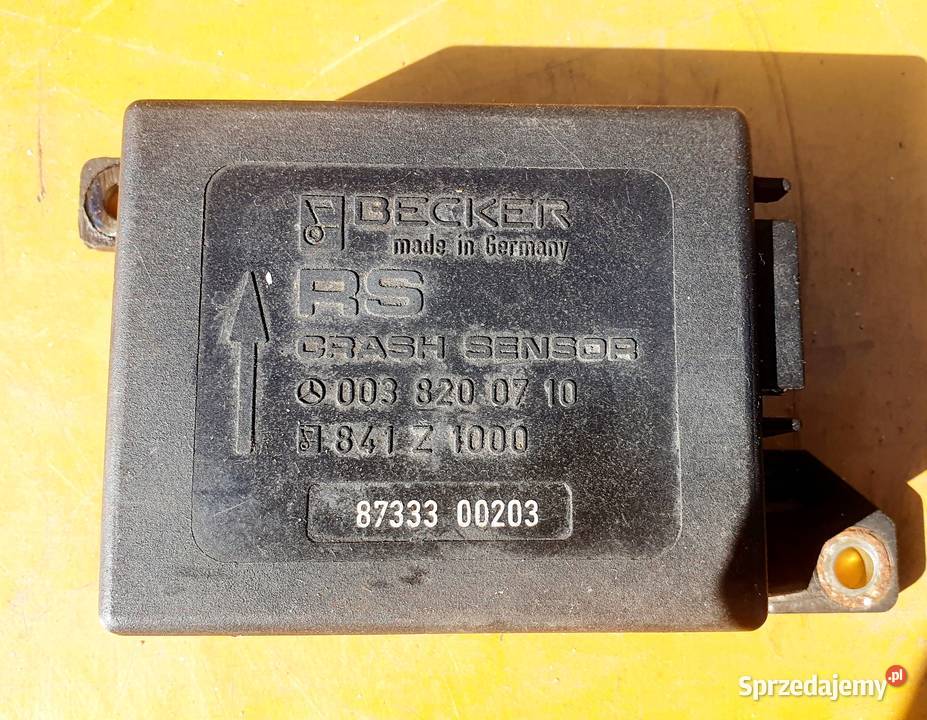 BECKER
made in Germany
RS
CRASH SENSOR
003 820 07 10
841 Z 1000
87333 00203
Sprzedajemy.pl